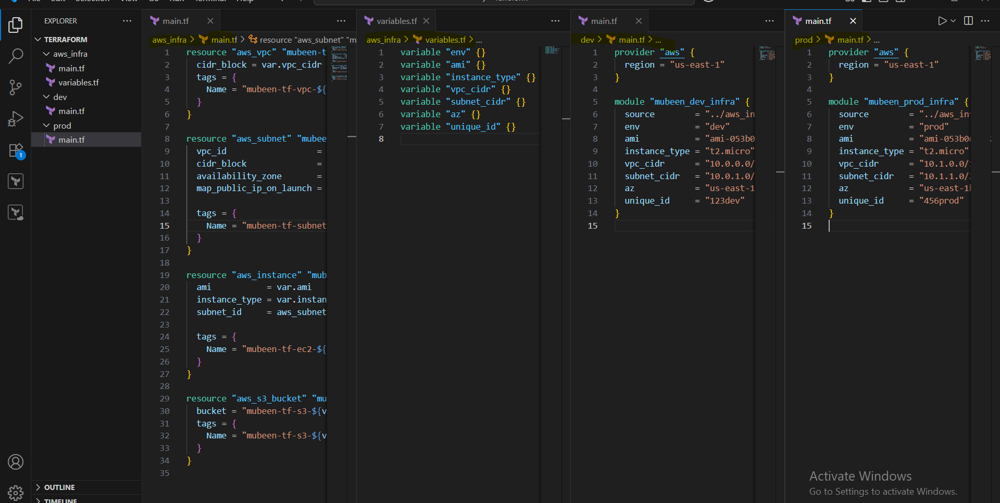 EXPLORER
TERRAFORM
aws_infra
main.tf
variables.tf
dev
main.tf
prod
main.tf
OUTLINE
TIMELINE
1
main.tf
aws_infra > main.tf > resource "aws_subnet" "m
1 resource "aws_vpc" "mubeen-t
2 cidr_block = var.vpc_cidr
3 tags = {
4 Name = "mubeen-tf-vpc-${
5 }
6 }
7
8 resource "aws_subnet" "mubee
9 vpc_id =
10 cidr_block =
11 availability_zone =
12 map_public_ip_on_launch =
13
14 tags = {
15 Name = "mubeen-tf-subnet
16 }
17 }
18
19 resource "aws_instance" "mub
20 ami = var.ami
21 instance_type = var.instan
22 subnet_id = aws_subnet
23
24 tags = {
25 Name = "mubeen-tf-ec2-${
26 }
27 }
28
29 resource "aws_s3_bucket" "mu
30 bucket = "mubeen-tf-s3-${v
31 tags = {
32 Name = "mubeen-tf-s3-${v
33 }
34 }
35
variables.tf
aws_infra > variables.tf > ...
1 variable "env" {}
2 variable "ami" {}
3 variable "instance_type" {}
4 variable "vpc_cidr" {}
5 variable "subnet_cidr" {}
6 variable "az" {}
7 variable "unique_id" {}
8
main.tf
dev > main.tf > ...
1 provider "aws" {
2 region = "us-east-1"
3 }
4
5 module "mubeen_dev_infra" {
6 source = "../aws_in
7 env = "dev"
8 ami = "ami-053b0
9 instance_type = "t2.micro"
10 vpc_cidr = "10.0.0.0/
11 subnet_cidr = "10.0.1.0/
12 az = "us-east-1
13 unique_id = "123dev"
14 }
15
main.tf
prod > main.tf > ...
1 provider "aws" {
2 region = "us-east-1"
3 }
4
5 module "mubeen_prod_infra" {
6 source = "../aws_in
7 env = "prod"
8 ami = "ami-053b0
9 instance_type = "t2.micro"
10 vpc_cidr = "10.1.0.0/
11 subnet_cidr = "10.1.1.0/
12 az = "us-east-1
13 unique_id = "456prod"
14 }
15
Activate Windows
Go to Settings to activate Windows.